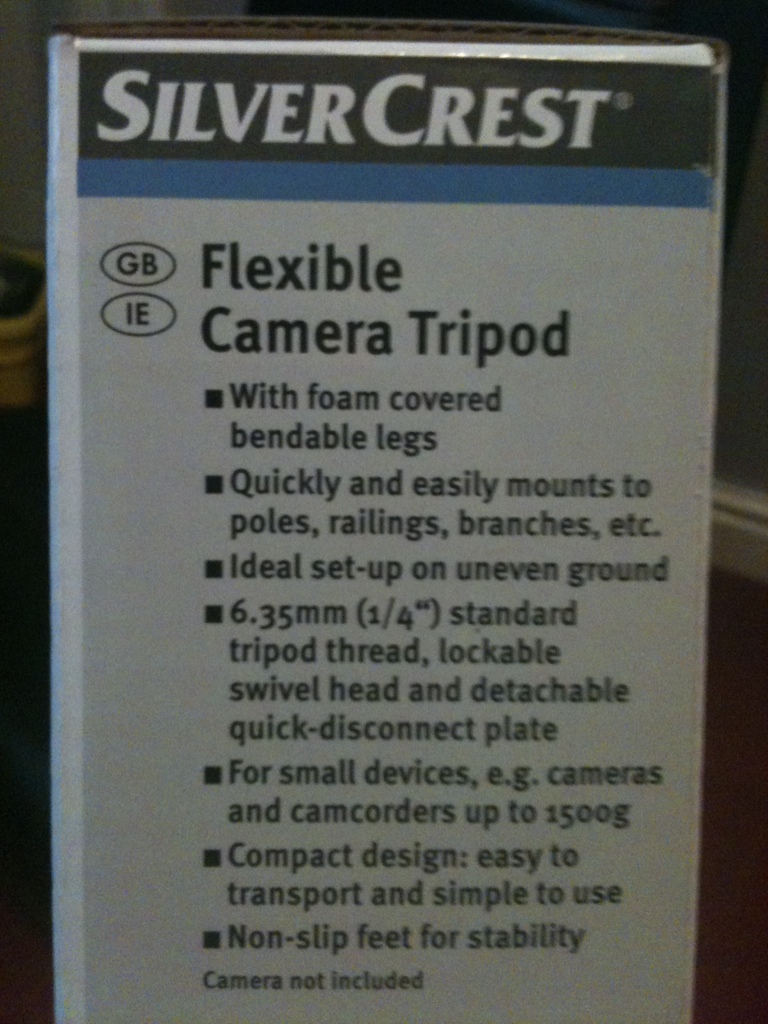 SILVERCREST®
GB Flexible
IE Camera Tripod
■ With foam covered
bendable legs
■ Quickly and easily mounts to
poles, railings, branches, etc.
■ Ideal set-up on uneven ground
■ 6.35mm (1/4“) standard
tripod thread, lockable
swivel head and detachable
quick-disconnect plate
■ For small devices, e.g. cameras
and camcorders up to 1500g
■ Compact design: easy to
transport and simple to use
■ Non-slip feet for stability
Camera not included